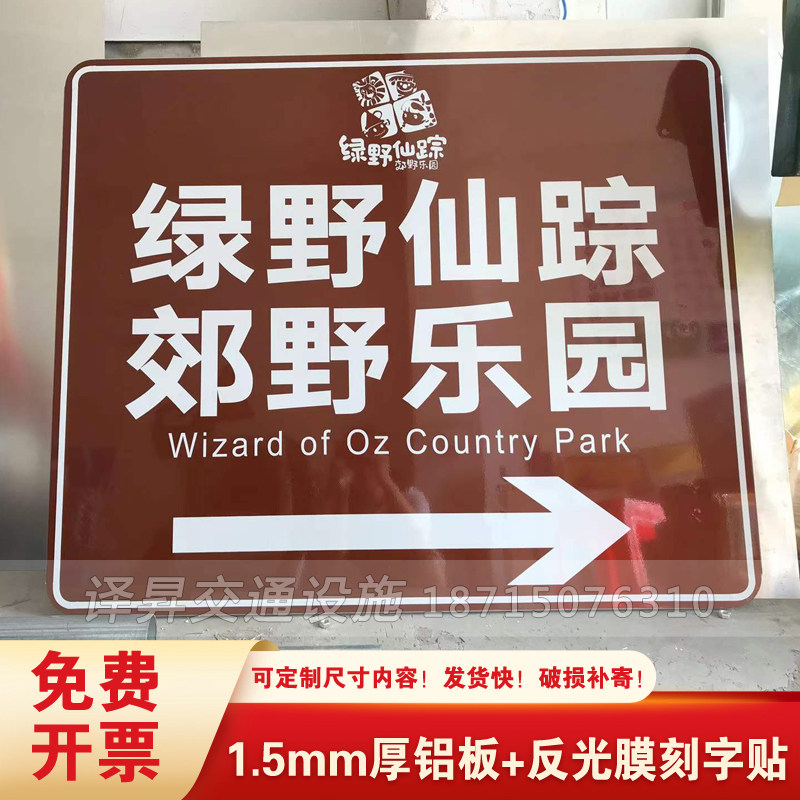 绿野仙踪
郊野乐园
绿野仙踪
郊野乐园
Wizard of Oz Country Park
译昇交通设施 18715076310
免费
开票
可定制尺寸内容！发货快！破损补寄！
1.5mm厚铝板+反光膜刻字贴